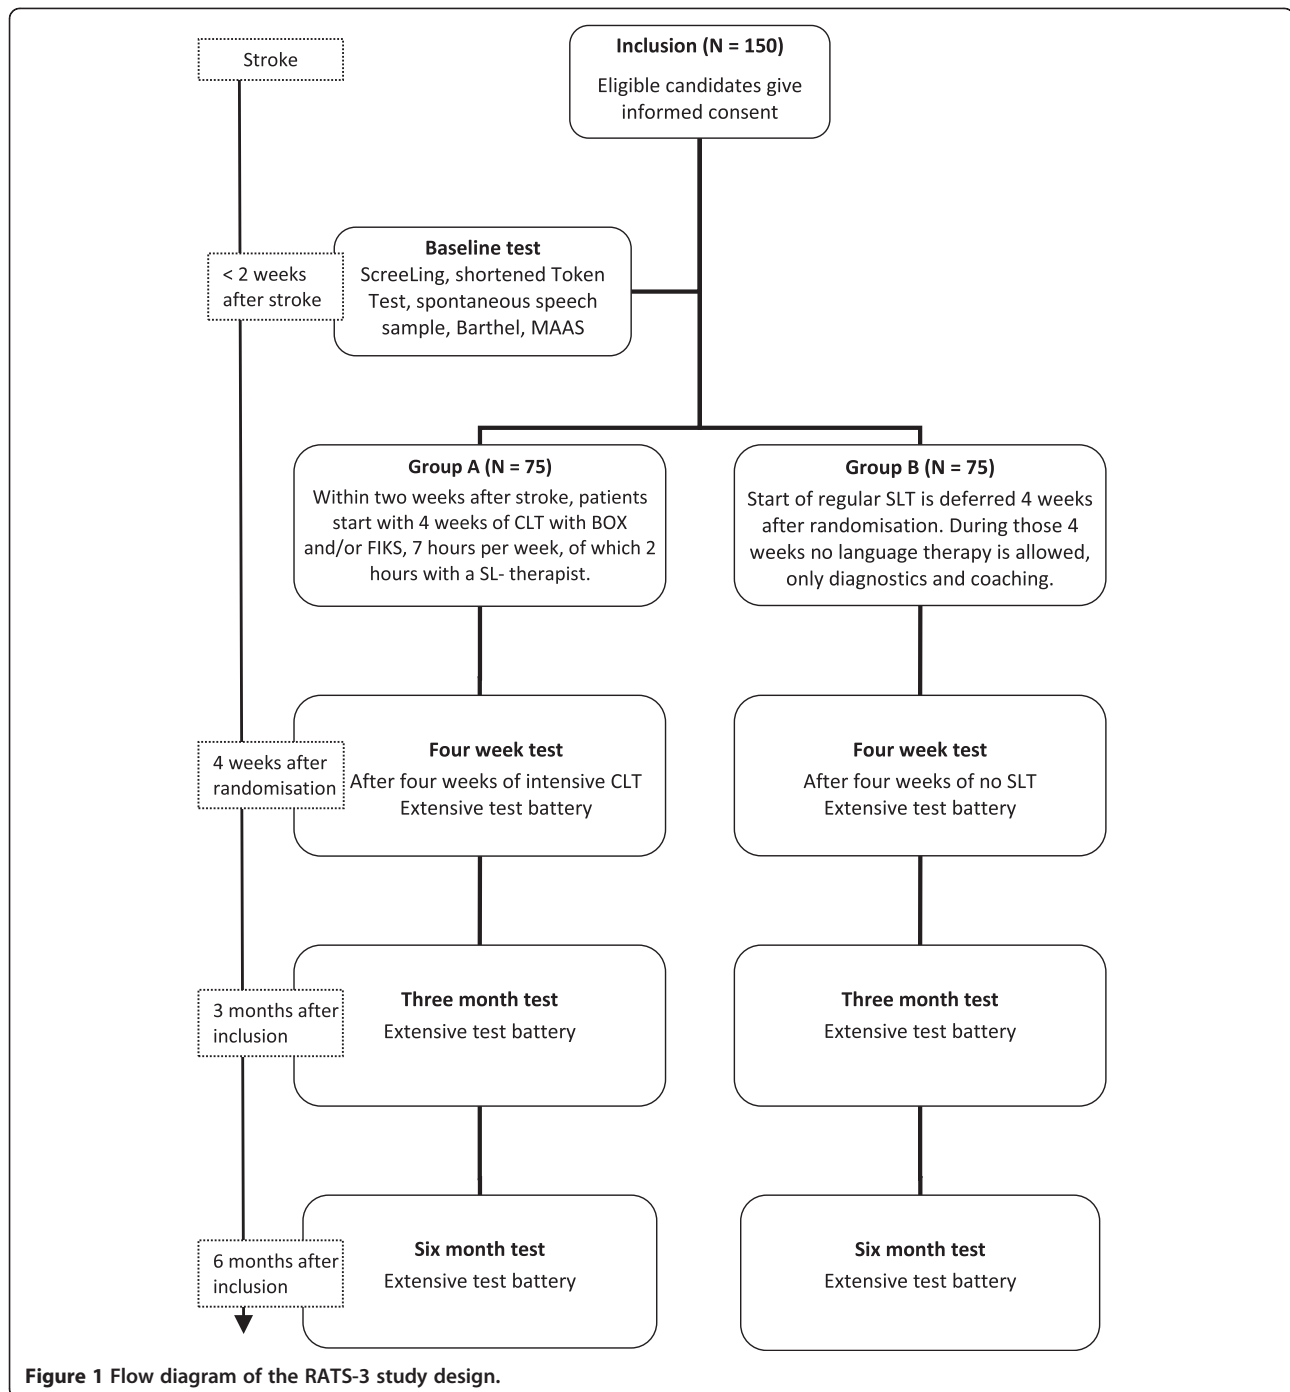 Stroke
Inclusion (N = 150)
Eligible candidates give
informed consent
< 2 weeks
after stroke
Baseline test
ScreeLing, shortened Token
Test, spontaneous speech
sample, Barthel, MAAS
Group A (N = 75)
Within two weeks after stroke, patients
start with 4 weeks of CLT with BOX
and/or FIKS, 7 hours per week, of which 2
hours with a SL- therapist.
Group B (N = 75)
Start of regular SLT is deferred 4 weeks
after randomisation. During those 4
weeks no language therapy is allowed,
only diagnostics and coaching.
4 weeks after
randomisation
Four week test
After four weeks of intensive CLT
Extensive test battery
Four week test
After four weeks of no SLT
Extensive test battery
3 months after
inclusion
Three month test
Extensive test battery
Three month test
Extensive test battery
6 months after
inclusion
Six month test
Extensive test battery
Six month test
Extensive test battery
Figure 1 Flow diagram of the RATS-3 study design.